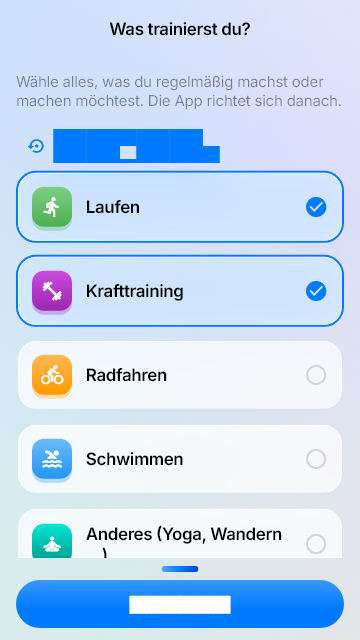 Was trainierst du?
Wähle alles, was du regelmäßig machst oder
machen möchtest. Die App richtet sich danach.
Laufen
Krafttraining
Radfahren
Schwimmen
Anderes (Yoga, Wandern
)